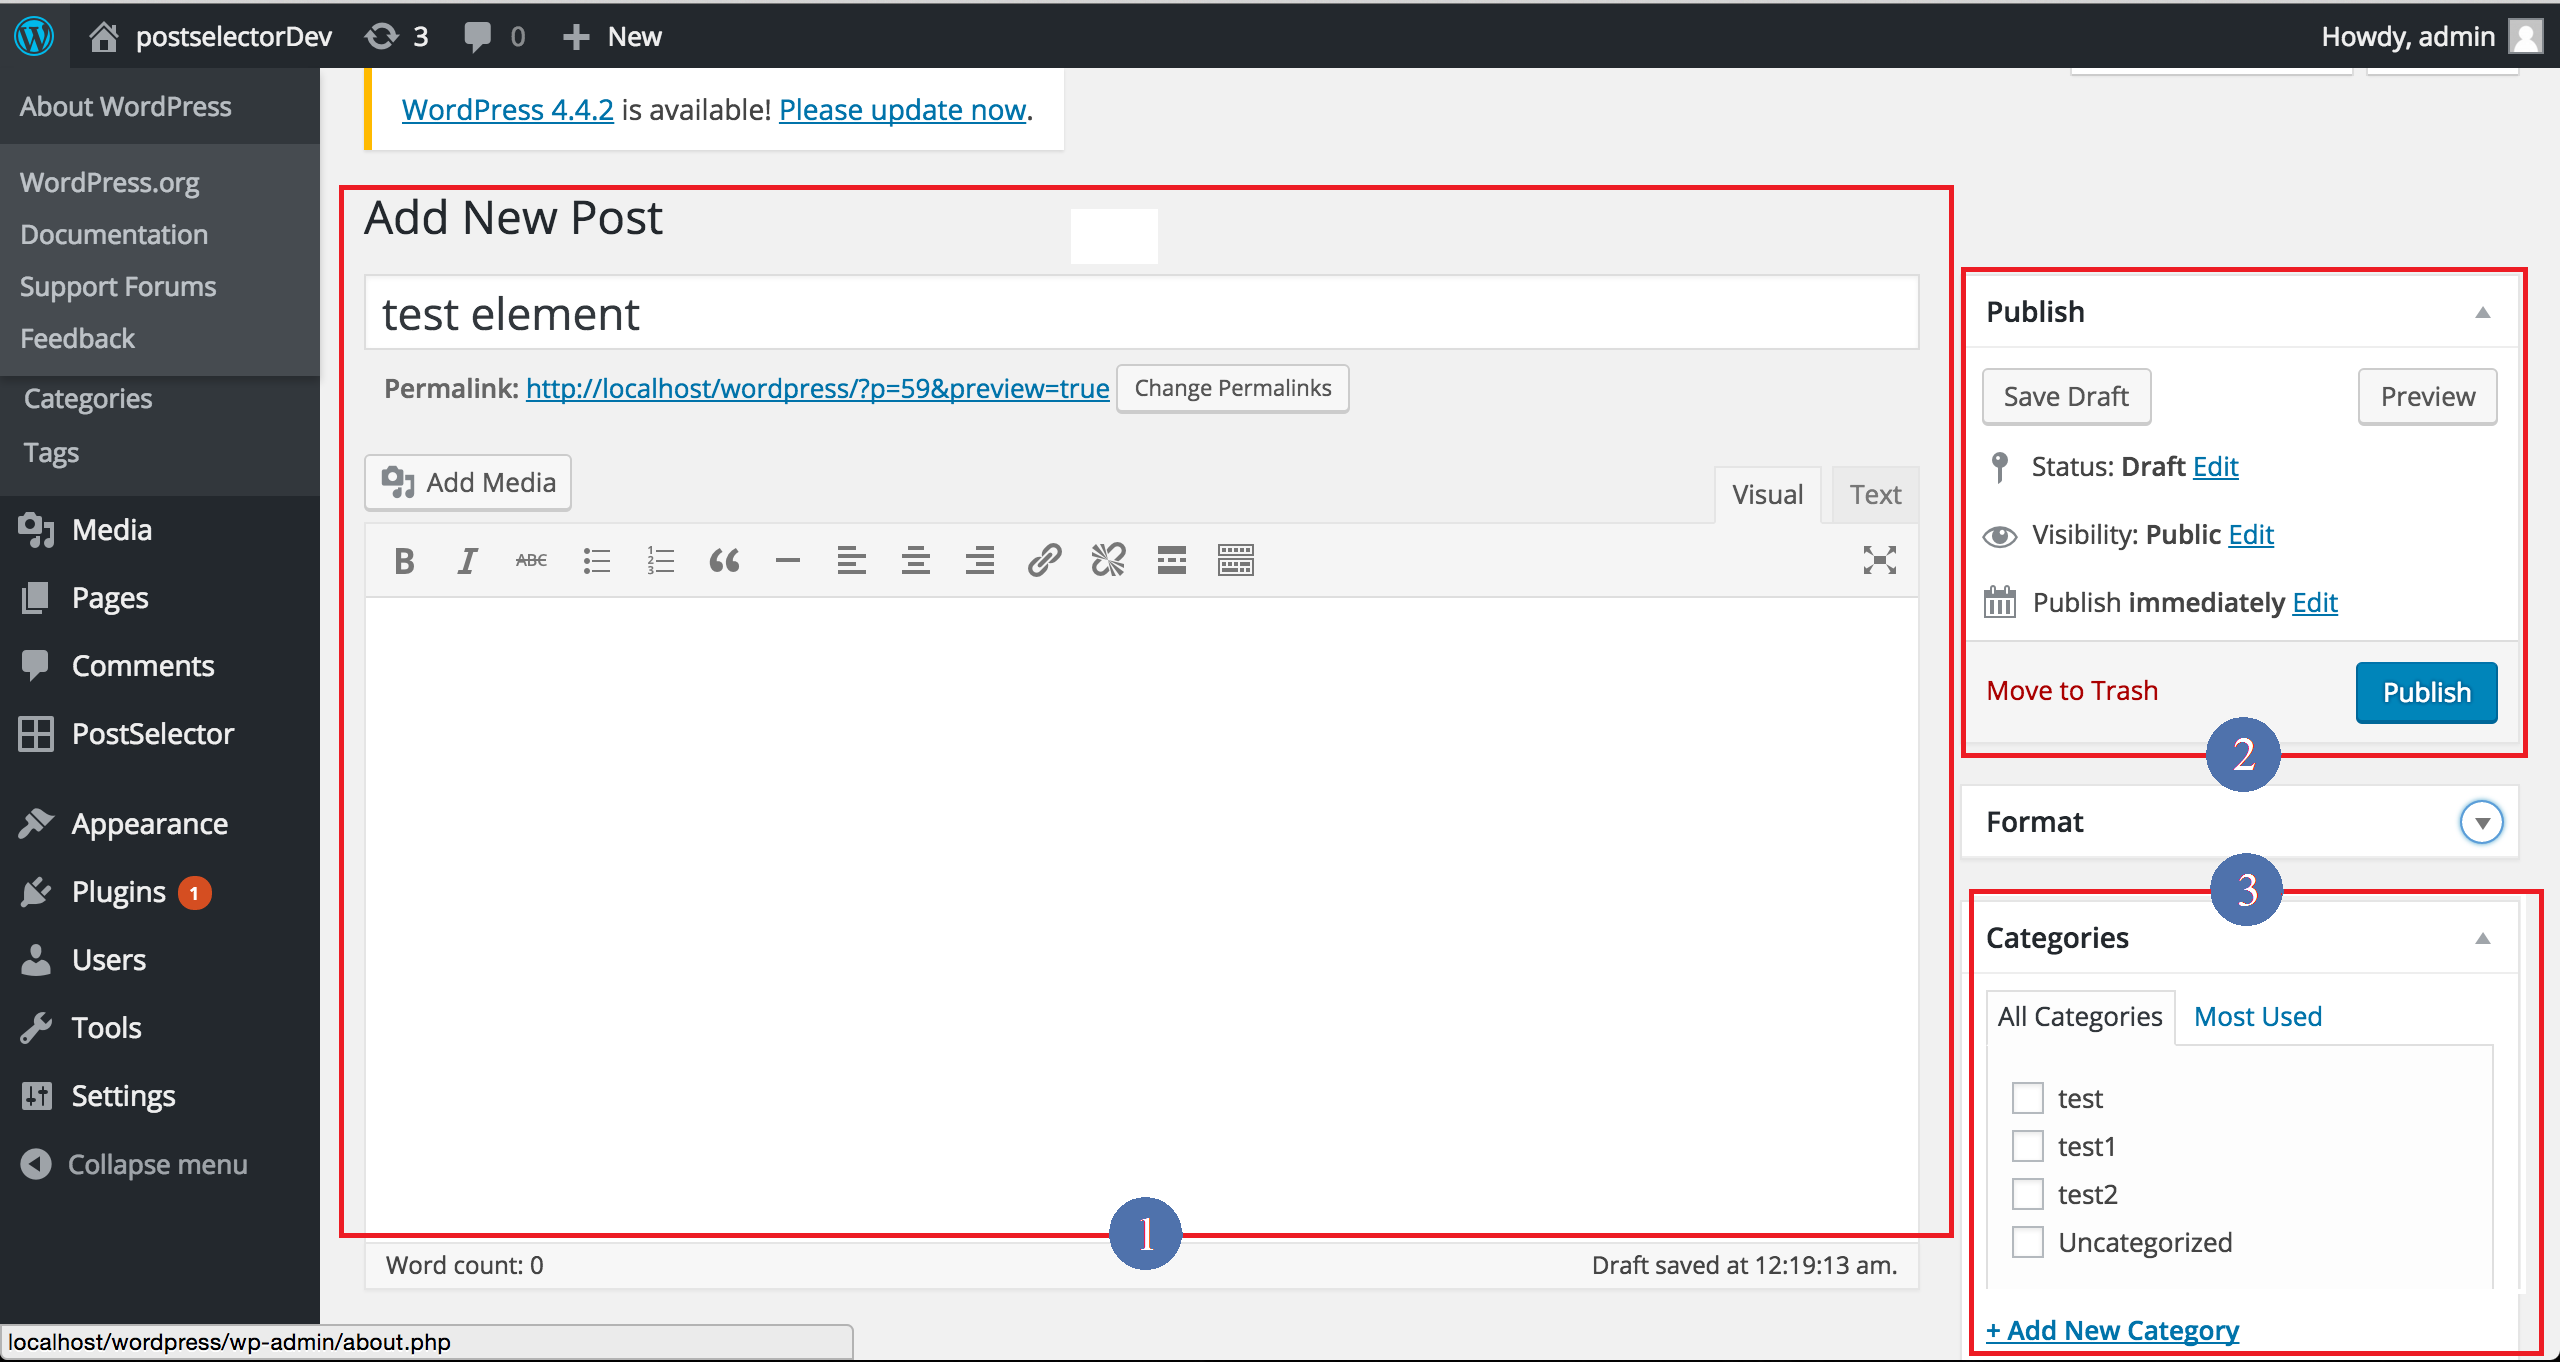 postselectorDev 3 0 New Howdy, admin
About WordPress
WordPress.org
Documentation
Support Forums
Feedback
Categories
Tags
Media
Pages
Comments
PostSelector
Appearance
Plugins 1
Users
Tools
Settings
Collapse menu
WordPress 4.4.2 is available! Please update now.
Add New Post
test element
Permalink: http://localhost/wordpress/?p=59&preview=true Change Permalinks
Add Media Visual Text
B I ABC
Word count: 0 Draft saved at 12:19:13 am.
1
Publish
Save Draft Preview
Status: Draft Edit
Visibility: Public Edit
Publish immediately Edit
Move to Trash Publish
2
Format
3
Categories
All Categories Most Used
test
test1
test2
Uncategorized
+ Add New Category
localhost/wordpress/wp-admin/about.php